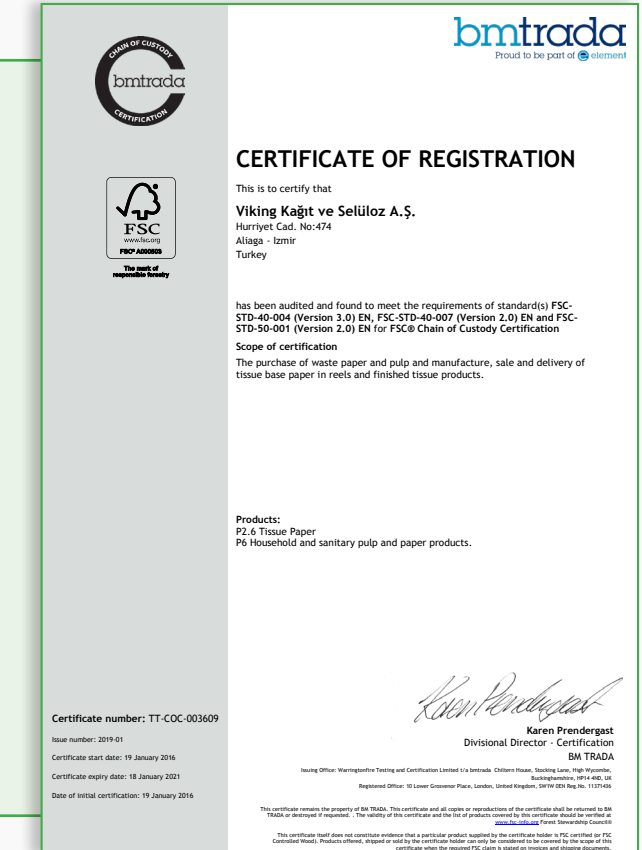 CHAIN OF CUSTODY
bmtrada
CERTIFICATION
bmtrada
Proud to be part of element
FSC
www.fsc.org
FSC® A000503
The mark of
responsible forestry
CERTIFICATE OF REGISTRATION
This is to certify that
Viking Kağıt ve Selüloz A.Ş.
Hurriyet Cad. No:474
Aliaga - Izmir
Turkey
has been audited and found to meet the requirements of standard(s) FSC-
STD-40-004 (Version 3.0) EN, FSC-STD-40-007 (Version 2.0) EN and FSC-
STD-50-001 (Version 2.0) EN for FSC® Chain of Custody Certification
Scope of certification
The purchase of waste paper and pulp and manufacture, sale and delivery of
tissue base paper in reels and finished tissue products.
Products:
P2.6 Tissue Paper
P6 Household and sanitary pulp and paper products.
Certificate number: TT-COC-003609
Issue number: 2019-01
Certificate start date: 19 January 2016
Certificate expiry date: 18 January 2021
Date of initial certification: 19 January 2016
Karen Prendergast
Karen Prendergast
Divisional Director - Certification
BM TRADA
Issuing Office: Warringtonfire Testing and Certification Limited t/a bmtrada Chiltern House, Stocking Lane, High Wycombe,
Buckinghamshire, HP14 4ND, UK
Registered Office: 10 Lower Grosvenor Place, London, United Kingdom, SW1W 0EN Reg.No. 11371436
This certificate remains the property of BM TRADA. This certificate and all copies or reproductions of the certificate shall be returned to BM
TRADA or destroyed if requested. . The validity of this certificate and the list of products covered by this certificate should be verified at
www.fsc-info.org Forest Stewardship Council®
This certificate itself does not constitute evidence that a particular product supplied by the certificate holder is FSC certified (or FSC
Controlled Wood). Products offered, shipped or sold by the certificate holder can only be considered to be covered by the scope of this
certificate when the required FSC claim is stated on invoices and shipping documents.